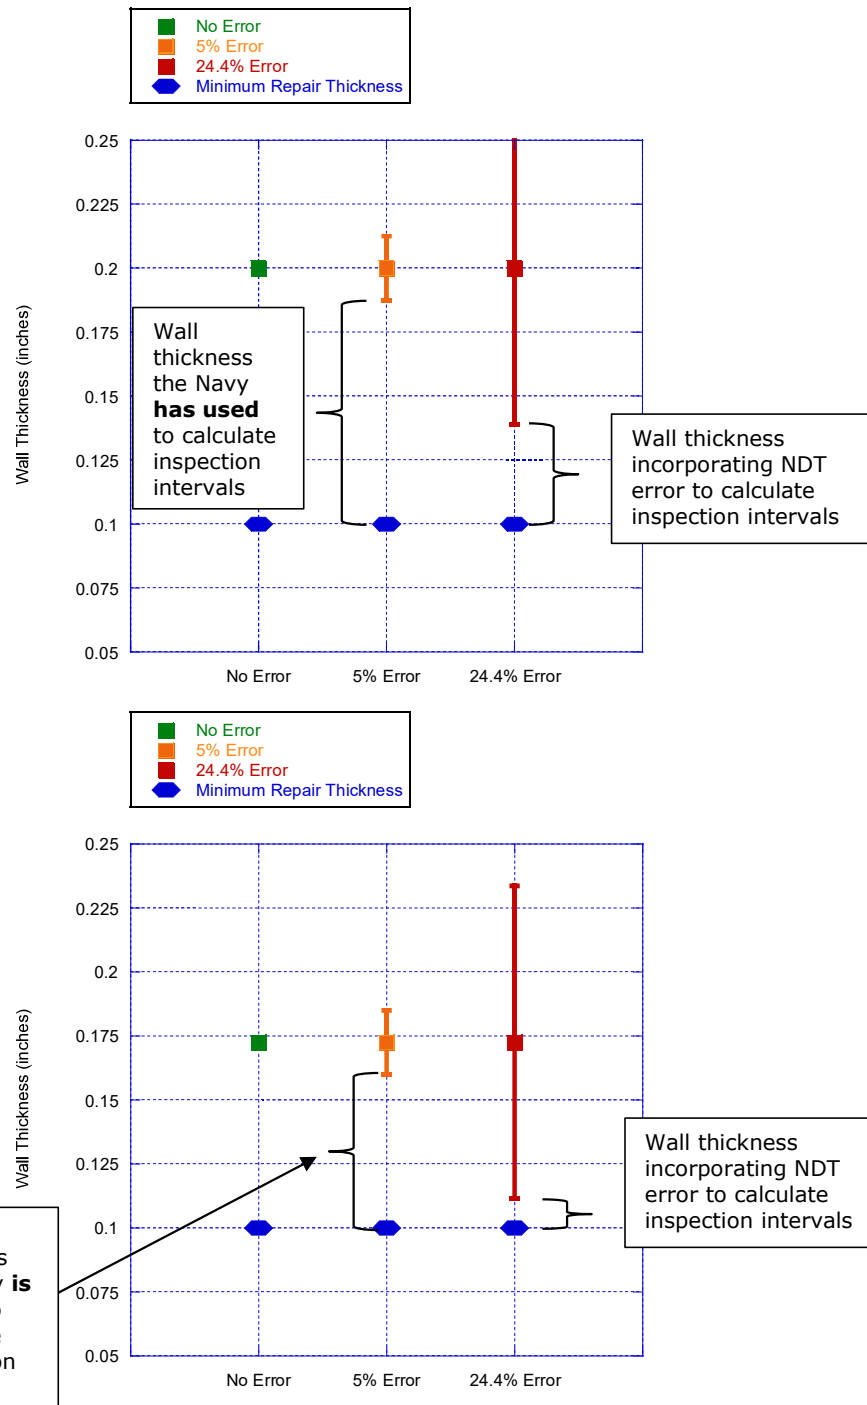 No Error
5% Error
24.4% Error
Minimum Repair Thickness
0.25
0.225
0.2
0.175
0.15
0.125
0.1
0.075
0.05
Wall Thickness (inches)
Wall
thickness
the Navy
has used
to calculate
inspection
intervals
Wall thickness
incorporating NDT
error to calculate
inspection intervals
No Error
5% Error
24.4% Error
No Error
5% Error
24.4% Error
Minimum Repair Thickness
0.25
0.225
0.2
0.175
0.15
0.125
0.1
0.075
0.05
Wall Thickness (inches)
Wall thickness
incorporating NDT
error to calculate
inspection intervals
is
No Error
5% Error
24.4% Error